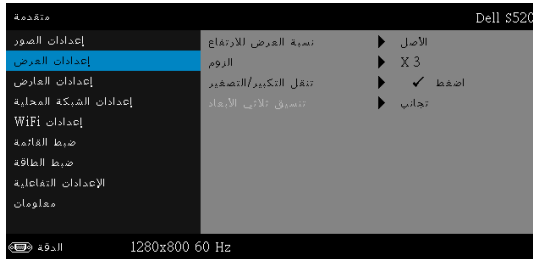 متقدمة
Dell S520
إعدادات الصور
إعدادات العرض
إعدادات العارض
إعدادات الشبكة المحلية
إعدادات WiFi
ضبط القائمة
ضبط الطاقة
الإعدادات التفاعلية
معلومات
نسبة العرض للارتفاع الأصل
الزوم X 3
تنقل التكبير/التصغير ✓ اضغط
تنسيق ثلاثي الأبعاد تجانب
الدقة 1280x800 60 Hz